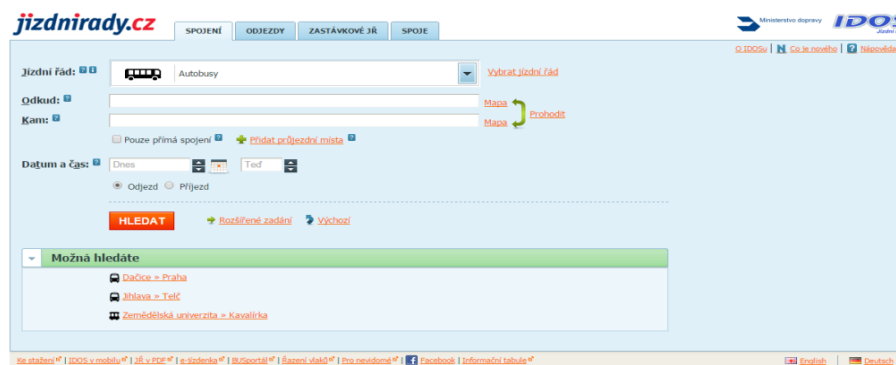 jizdnirady.cz SPOJENÍ ODJEZDY ZASTÁVKOVÉ JŘ SPOJE Ministerstvo dopravy IDOS
O IDOSu | Co je nového | Nápověda
Jízdní řád: Autobusy Vybrat jízdní řád
Odkud: Mapa
Prohodit
Kam: Mapa
Pouze přímá spojení Přidat průjezdní místa
Datum a čas: Dnes Teď
Odjezd Příjezd
HLEDAT Rozšířené zadání Výchozí
Možná hledáte
Dačice » Praha
Jihlava » Telč
Zemědělská univerzita » Kavalírka
Ke stažení | IDOS v mobilu | JŘ v PDF | e-jízdenka | BUSportál | Řazení vlaků | Pro nevidomé | Facebook | Informační tabule English | Deutsch